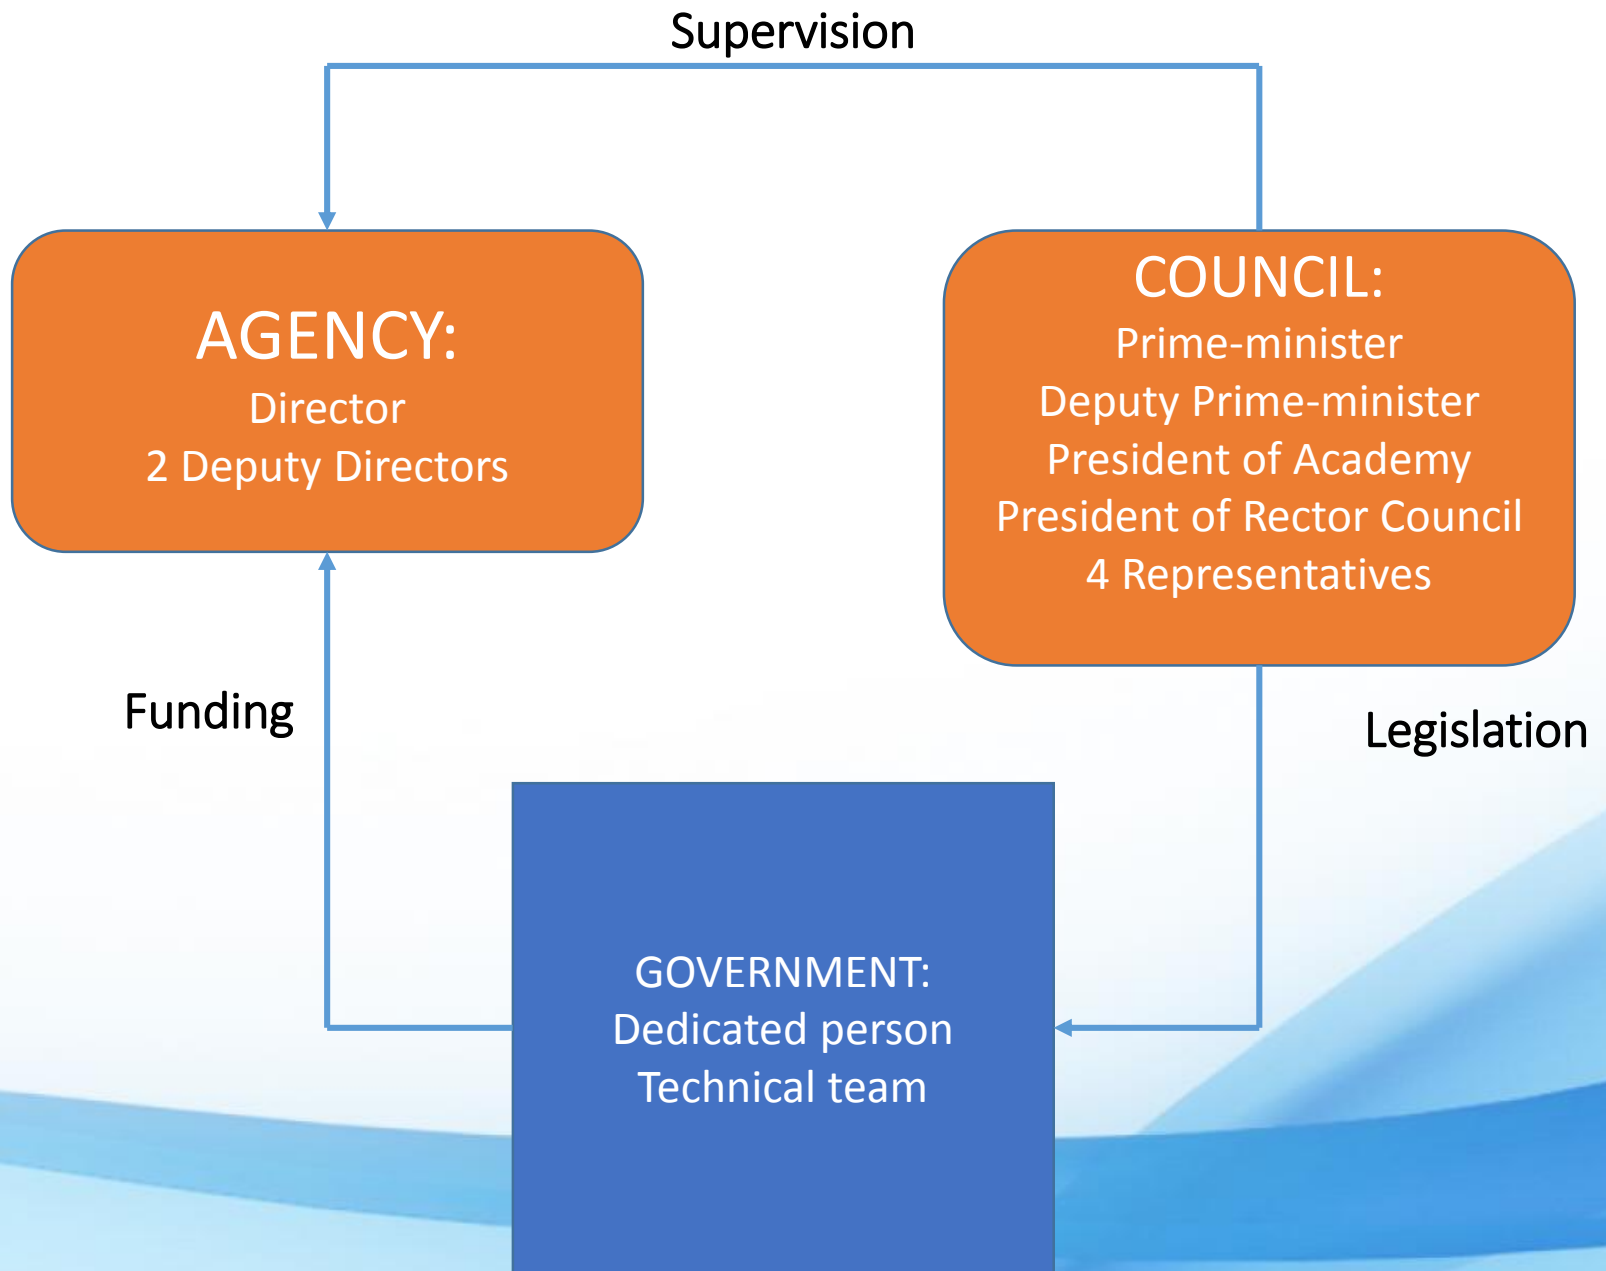 Supervision
AGENCY:
Director
2 Deputy Directors
COUNCIL:
Prime-minister
Deputy Prime-minister
President of Academy
President of Rector Council
4 Representatives
Funding
Legislation
GOVERNMENT:
Dedicated person
Technical team